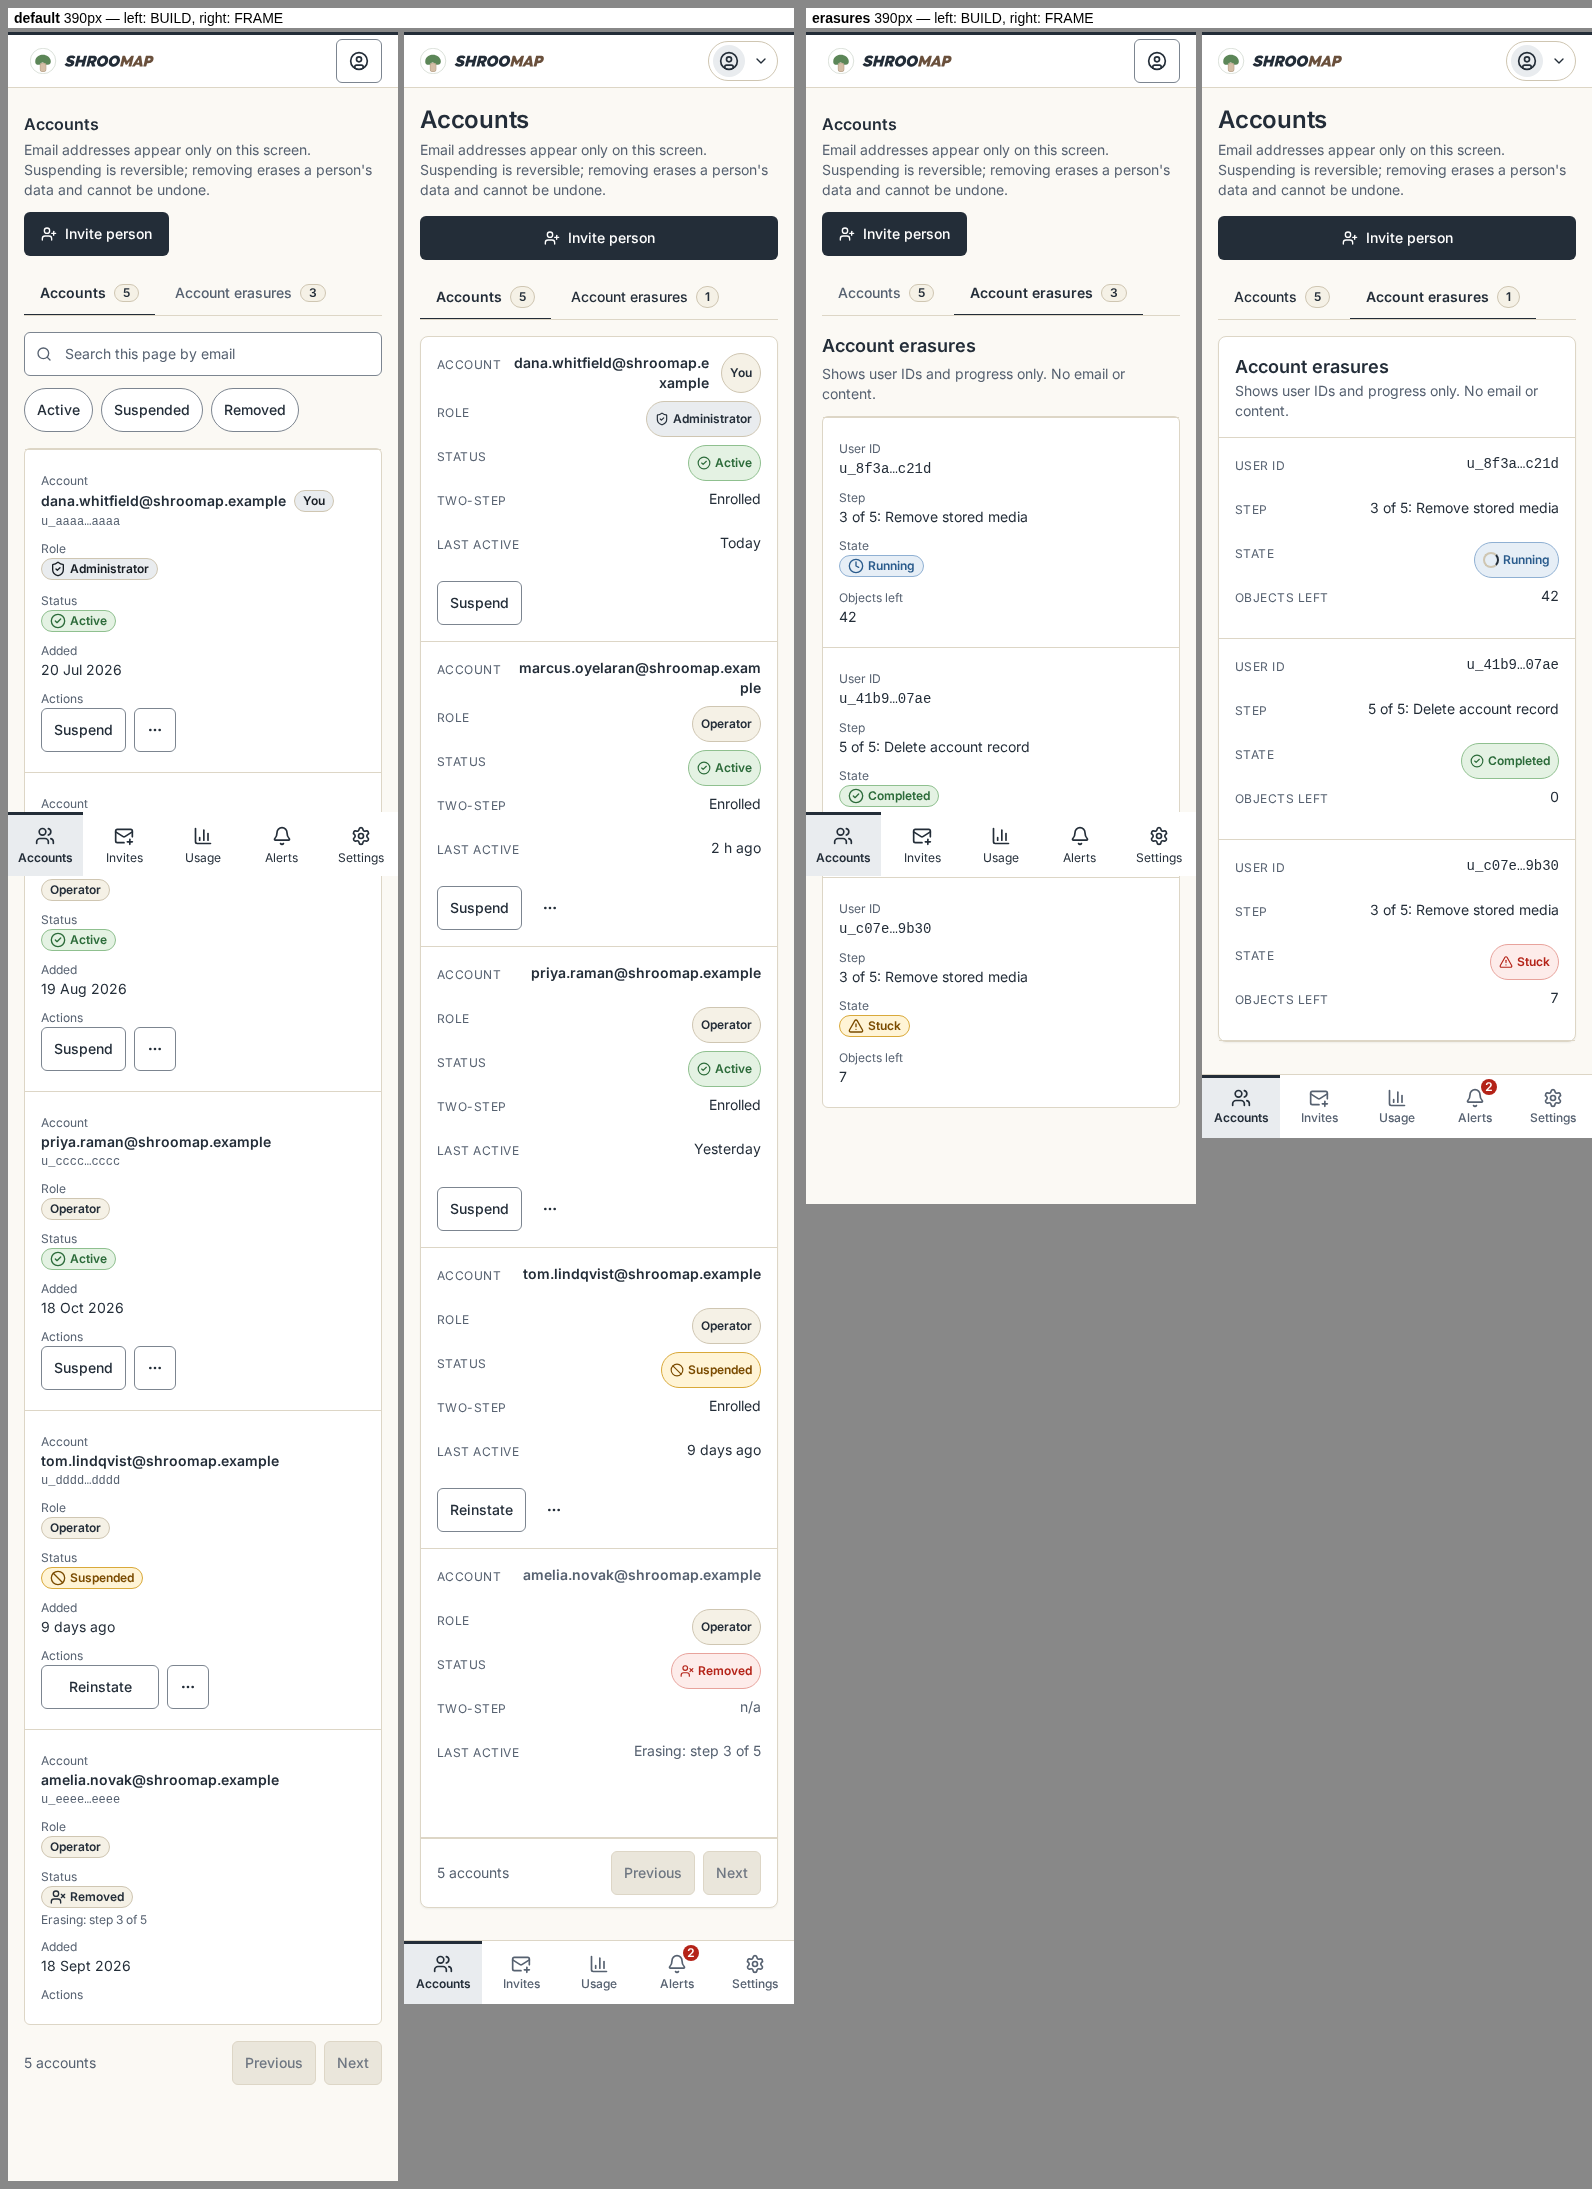 default 390px — left: BUILD, right: FRAME
SHROOMAP
Accounts
Email addresses appear only on this screen.
Suspending is reversible; removing erases a person's
data and cannot be undone.
Invite person
Accounts 5 Account erasures 3
Search this page by email
Active Suspended Removed
Account
dana.whitfield@shroomap.example You
u_aaaa…aaaa
Role
Administrator
Status
Active
Added
20 Jul 2026
Actions
Suspend ...
Account
Accounts Invites Usage Alerts Settings
Operator
Status
Active
Added
19 Aug 2026
Actions
Suspend ...
Account
priya.raman@shroomap.example
u_cccc…cccc
Role
Operator
Status
Active
Added
18 Oct 2026
Actions
Suspend ...
Account
tom.lindqvist@shroomap.example
u_dddd…dddd
Role
Operator
Status
Suspended
Added
9 days ago
Actions
Reinstate ...
Account
amelia.novak@shroomap.example
u_eeee…eeee
Role
Operator
Status
Removed
Erasing: step 3 of 5
Added
18 Sept 2026
Actions
5 accounts Previous Next
SHROOMAP
Accounts
Email addresses appear only on this screen.
Suspending is reversible; removing erases a person's
data and cannot be undone.
Invite person
Accounts 5 Account erasures 1
ACCOUNT dana.whitfield@shroomap.e
xample You
ROLE Administrator
STATUS Active
TWO-STEP Enrolled
LAST ACTIVE Today
Suspend
ACCOUNT marcus.oyelaran@shroomap.exam
ple
ROLE Operator
STATUS Active
TWO-STEP Enrolled
LAST ACTIVE 2 h ago
Suspend ...
ACCOUNT priya.raman@shroomap.example
ROLE Operator
STATUS Active
TWO-STEP Enrolled
LAST ACTIVE Yesterday
Suspend ...
ACCOUNT tom.lindqvist@shroomap.example
ROLE Operator
STATUS Suspended
TWO-STEP Enrolled
LAST ACTIVE 9 days ago
Reinstate ...
ACCOUNT amelia.novak@shroomap.example
ROLE Operator
STATUS Removed
TWO-STEP n/a
LAST ACTIVE Erasing: step 3 of 5
5 accounts Previous Next
2
Accounts Invites Usage Alerts Settings
erasures 390px — left: BUILD, right: FRAME
SHROOMAP
Accounts
Email addresses appear only on this screen.
Suspending is reversible; removing erases a person's
data and cannot be undone.
Invite person
Accounts 5 Account erasures 3
Account erasures
Shows user IDs and progress only. No email or
content.
User ID
u_8f3a…c21d
Step
3 of 5: Remove stored media
State
Running
Objects left
42
User ID
u_41b9…07ae
Step
5 of 5: Delete account record
State
Completed
Accounts Invites Usage Alerts Settings
User ID
u_c07e…9b30
Step
3 of 5: Remove stored media
State
Stuck
Objects left
7
SHROOMAP
Accounts
Email addresses appear only on this screen.
Suspending is reversible; removing erases a person's
data and cannot be undone.
Invite person
Accounts 5 Account erasures 1
Account erasures
Shows user IDs and progress only. No email or
content.
USER ID u_8f3a…c21d
STEP 3 of 5: Remove stored media
STATE Running
OBJECTS LEFT 42
USER ID u_41b9…07ae
STEP 5 of 5: Delete account record
STATE Completed
OBJECTS LEFT 0
USER ID u_c07e…9b30
STEP 3 of 5: Remove stored media
STATE Stuck
OBJECTS LEFT 7
2
Accounts Invites Usage Alerts Settings